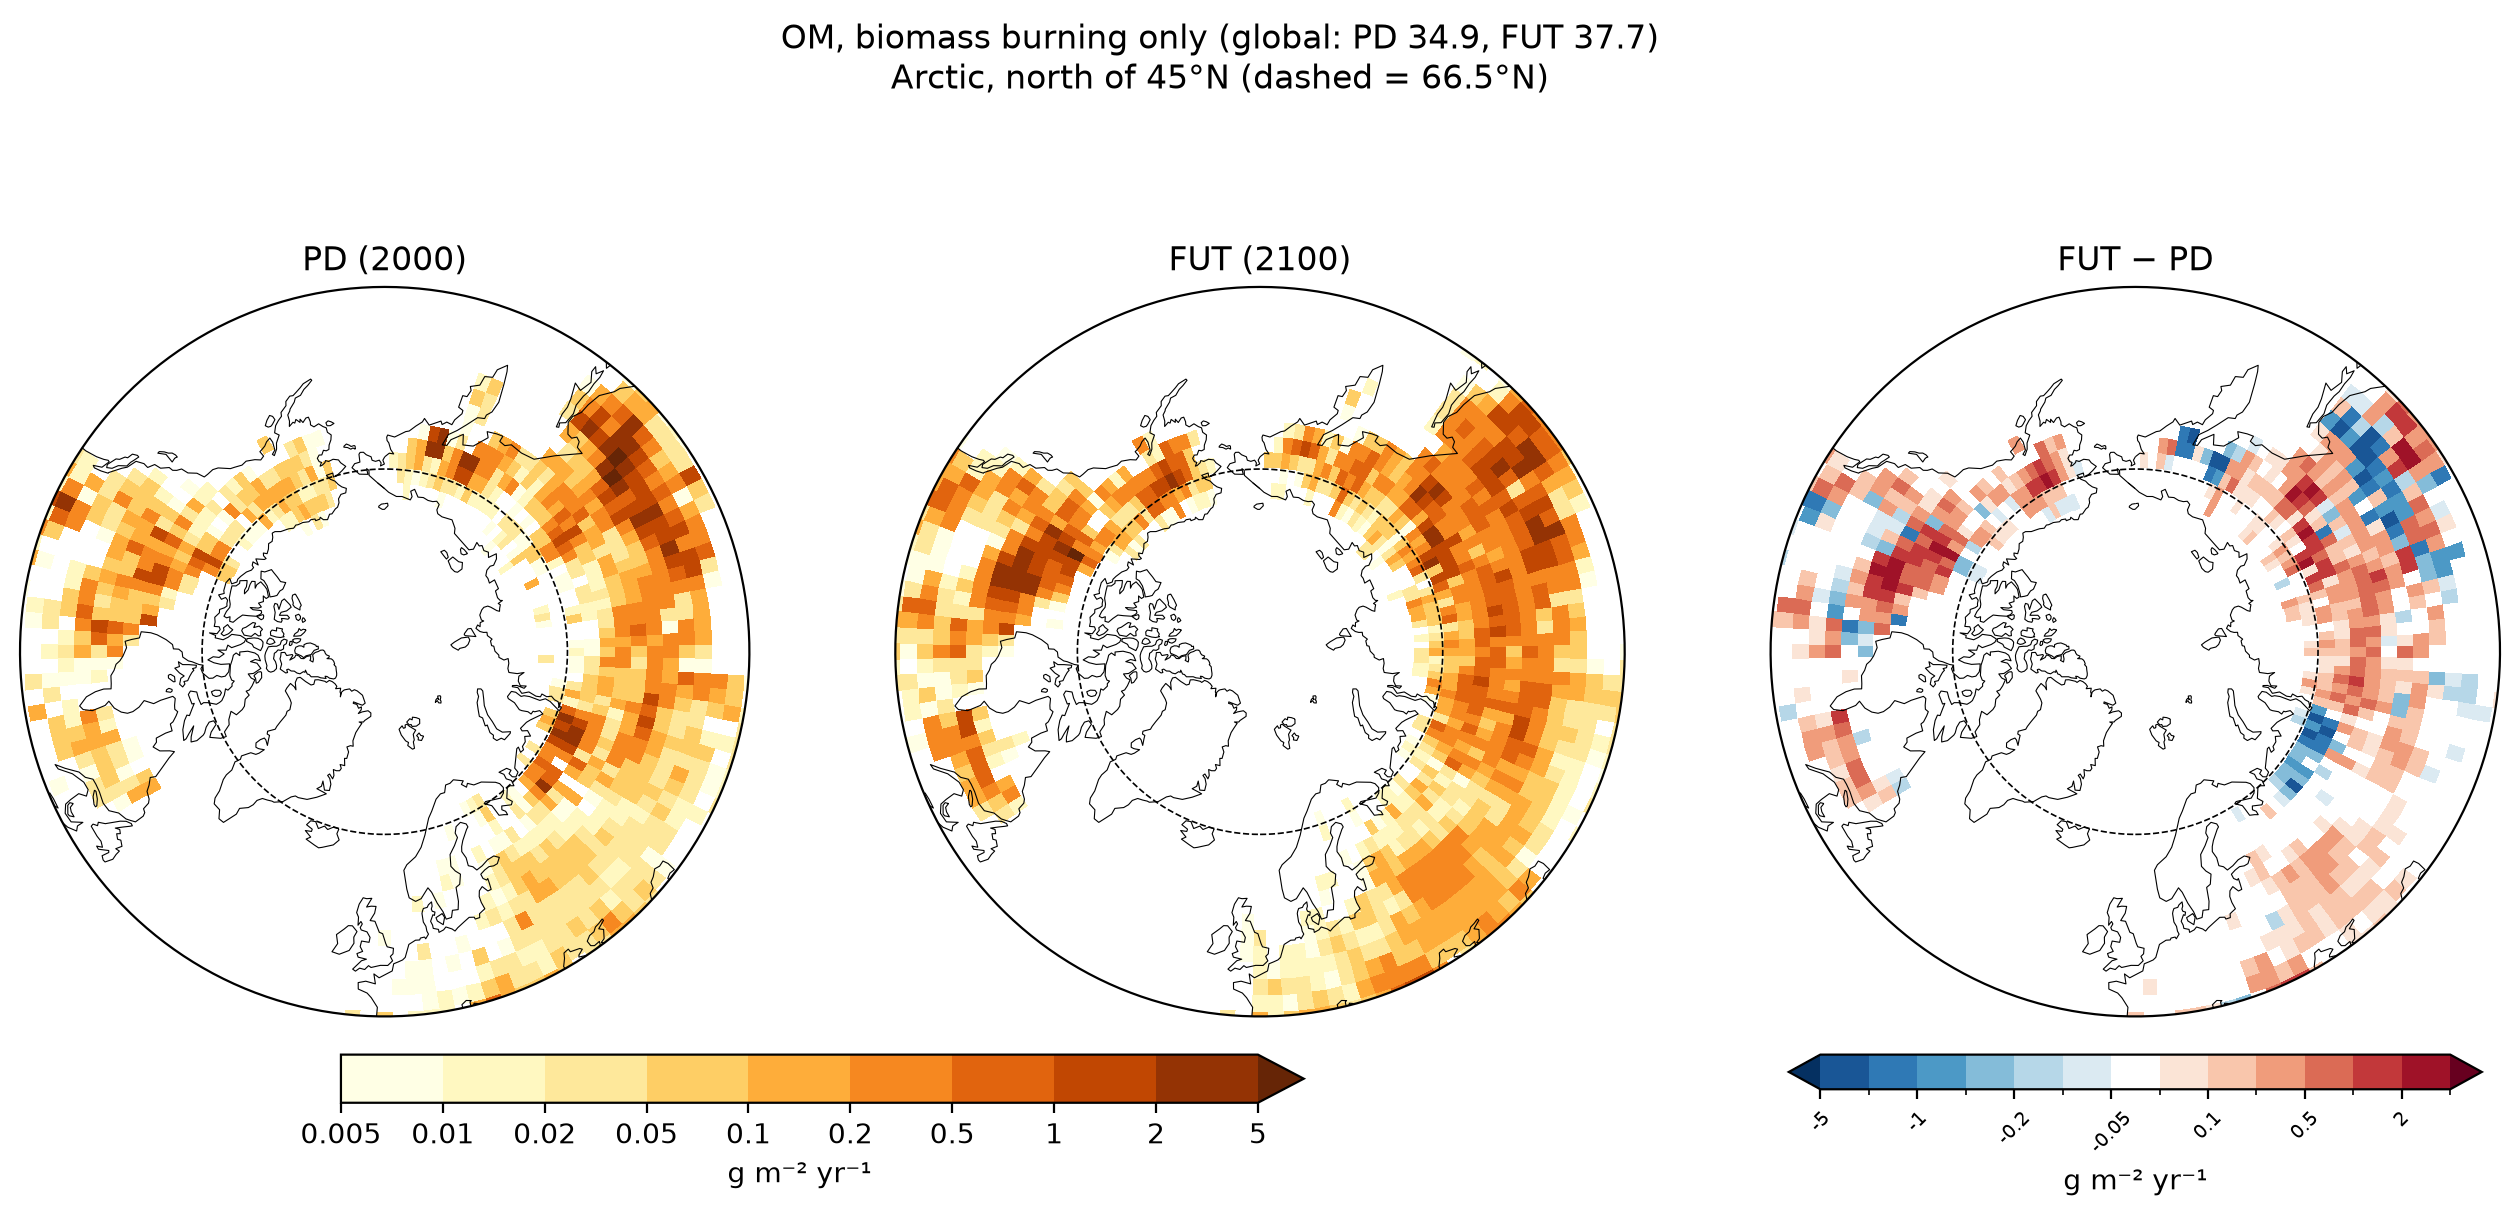 OM, biomass burning only (global: PD 34.9, FUT 37.7)
Arctic, north of 45°N (dashed = 66.5°N)
PD (2000)
FUT (2100)
FUT − PD
0.005 0.01 0.02 0.05 0.1 0.2 0.5 1 2 5
g m⁻² yr⁻¹
-5 -1 -0.2 -0.05 0.1 0.5 2
g m⁻² yr⁻¹